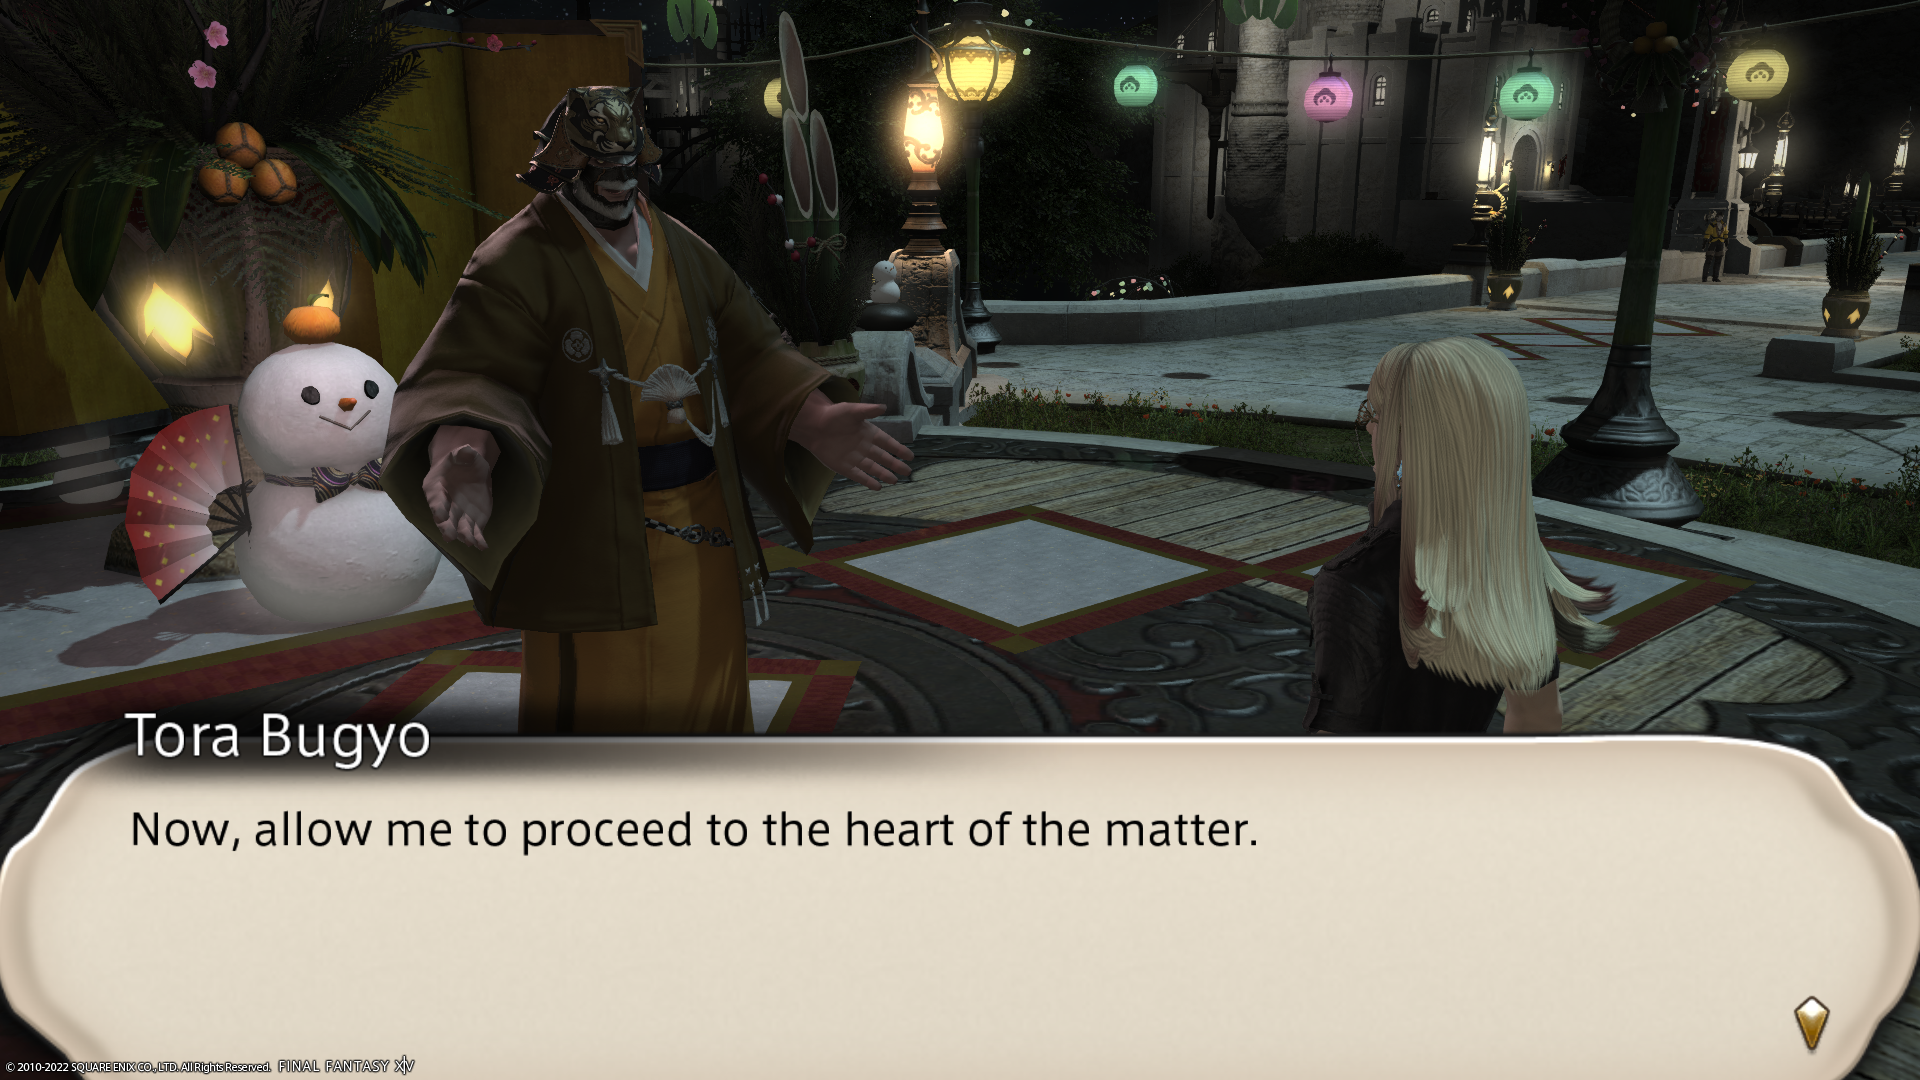 Tora Bugyo
Now, allow me to proceed to the heart of the matter.
© 2010-2022 SQUARE ENIX CO., LTD. All Rights Reserved. FINAL FANTASY XIV